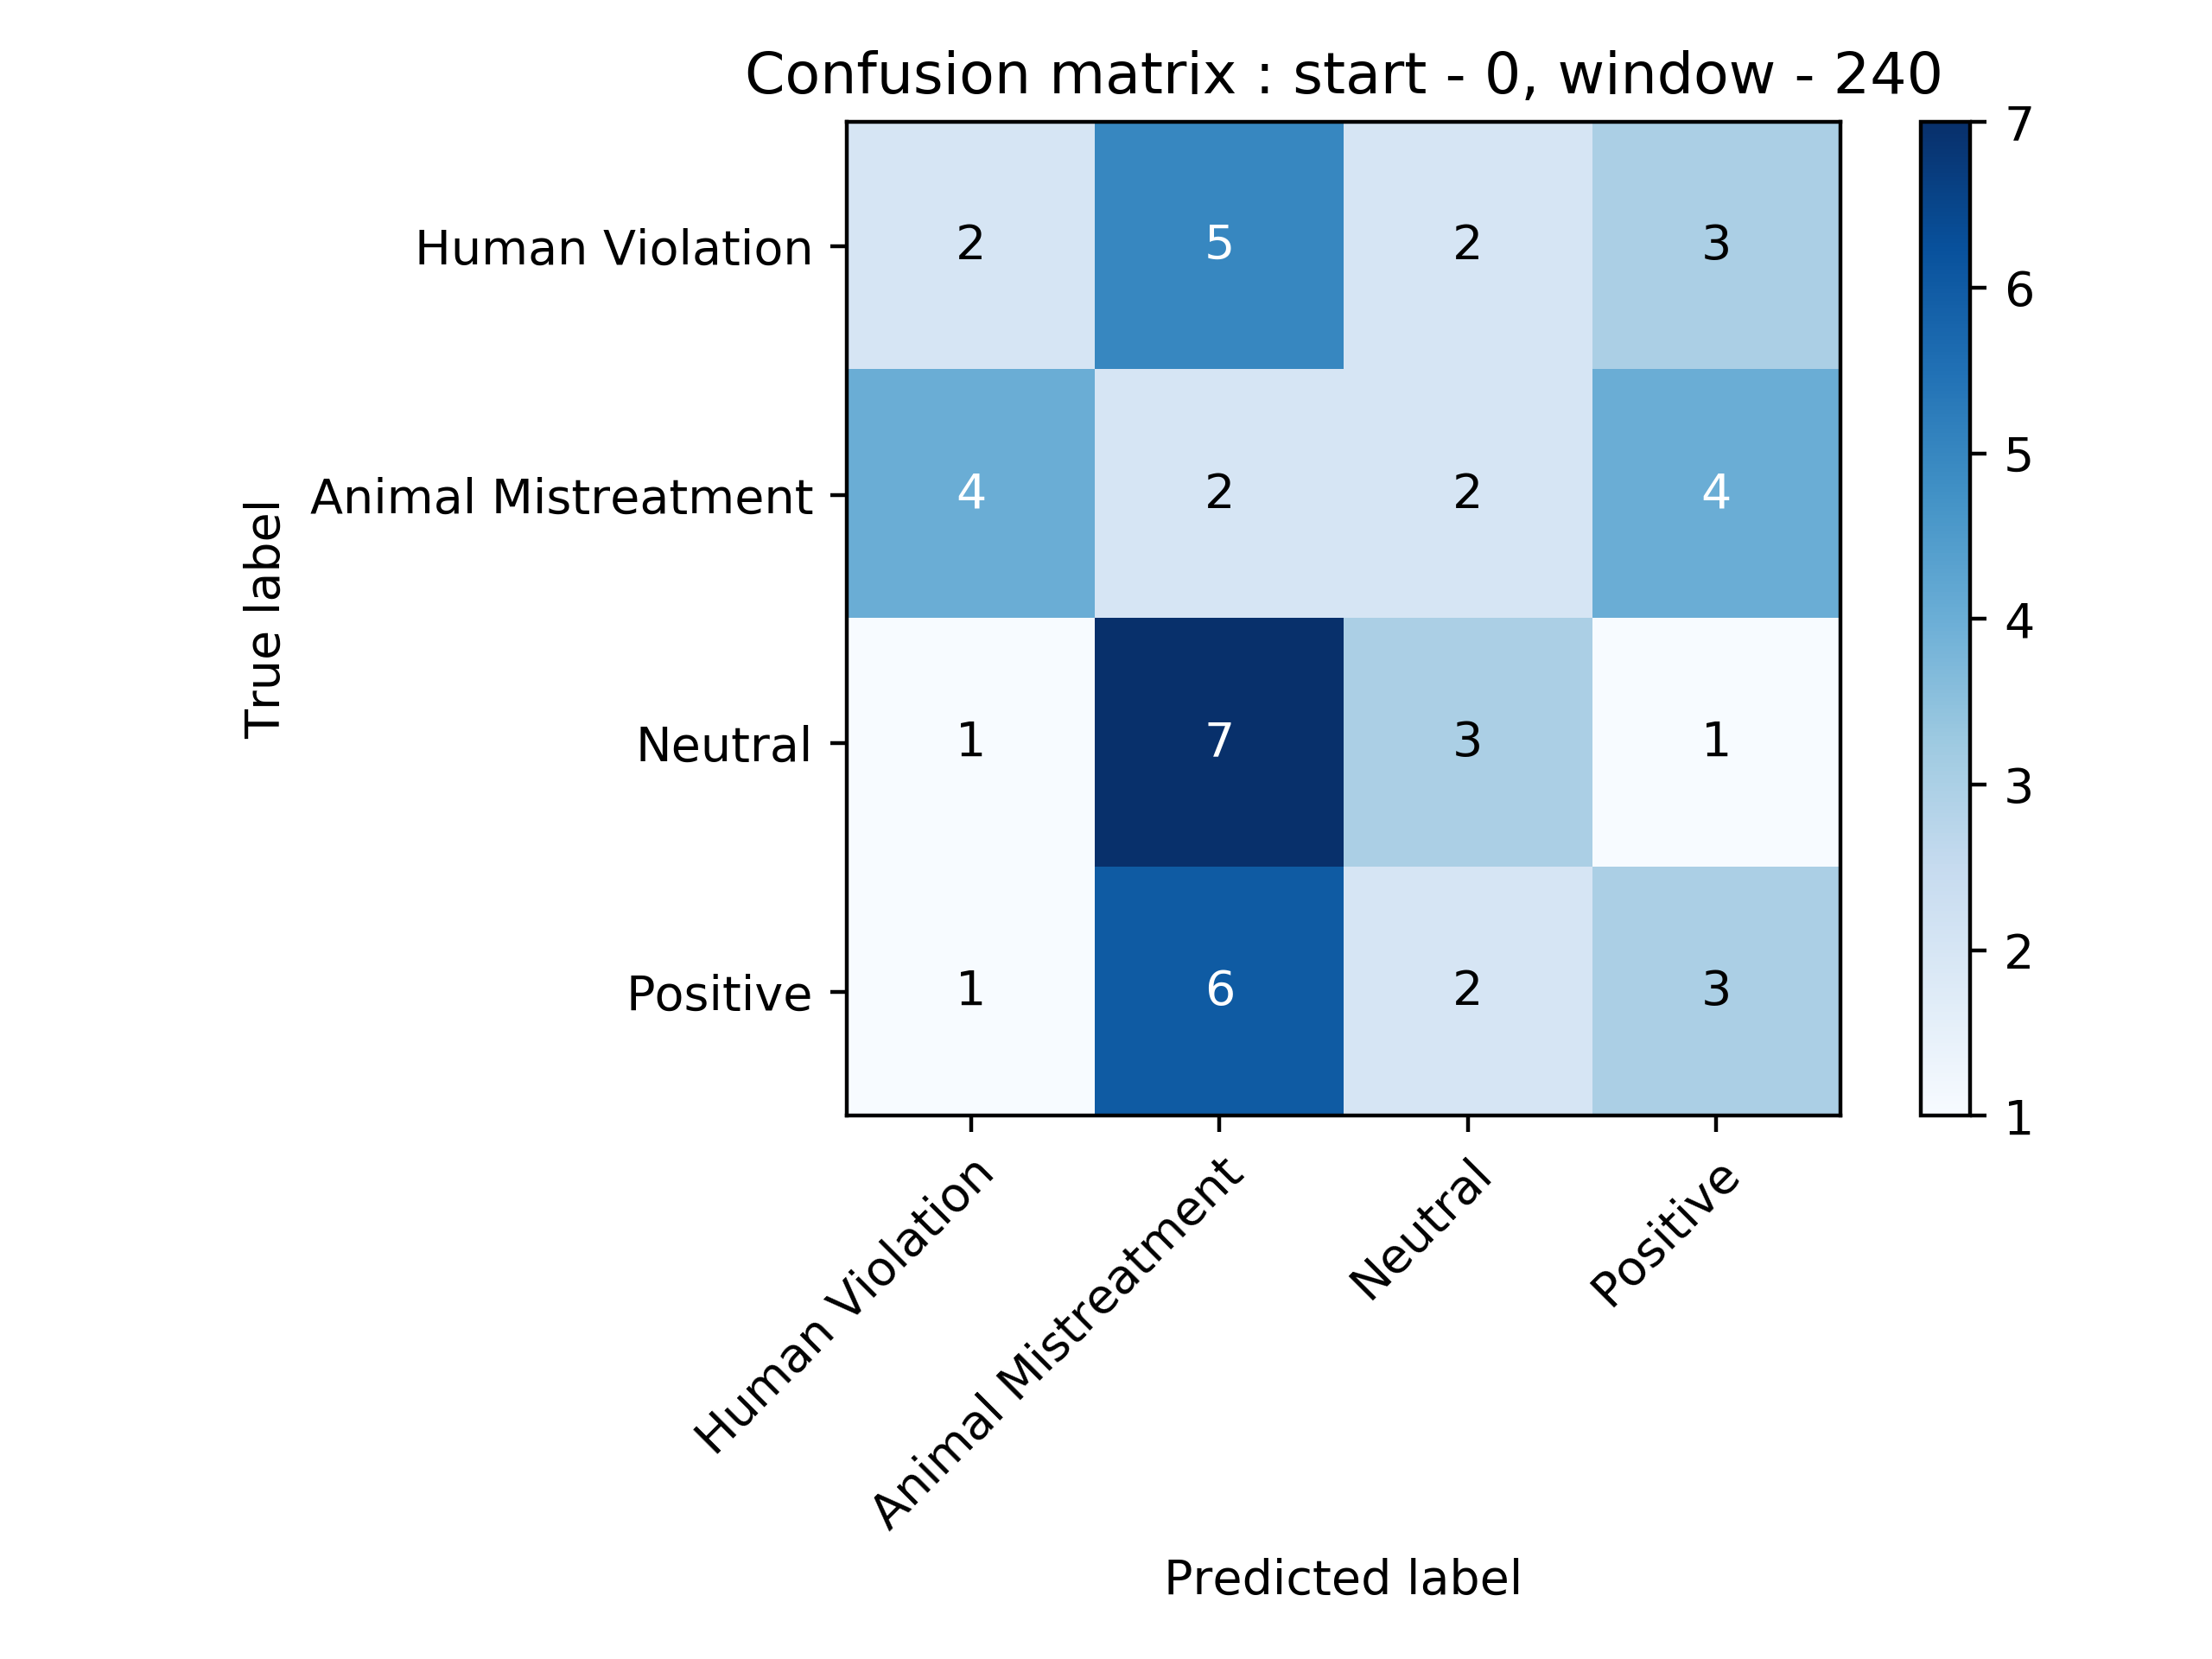 Confusion matrix : start - 0, window - 240
True label
Human Violation
2 5 2 3
Animal Mistreatment
4 2 2 4
Neutral
1 7 3 1
Positive
1 6 2 3
Human Violation
Animal Mistreatment
Neutral
Positive
Predicted label
7
6
5
4
3
2
1